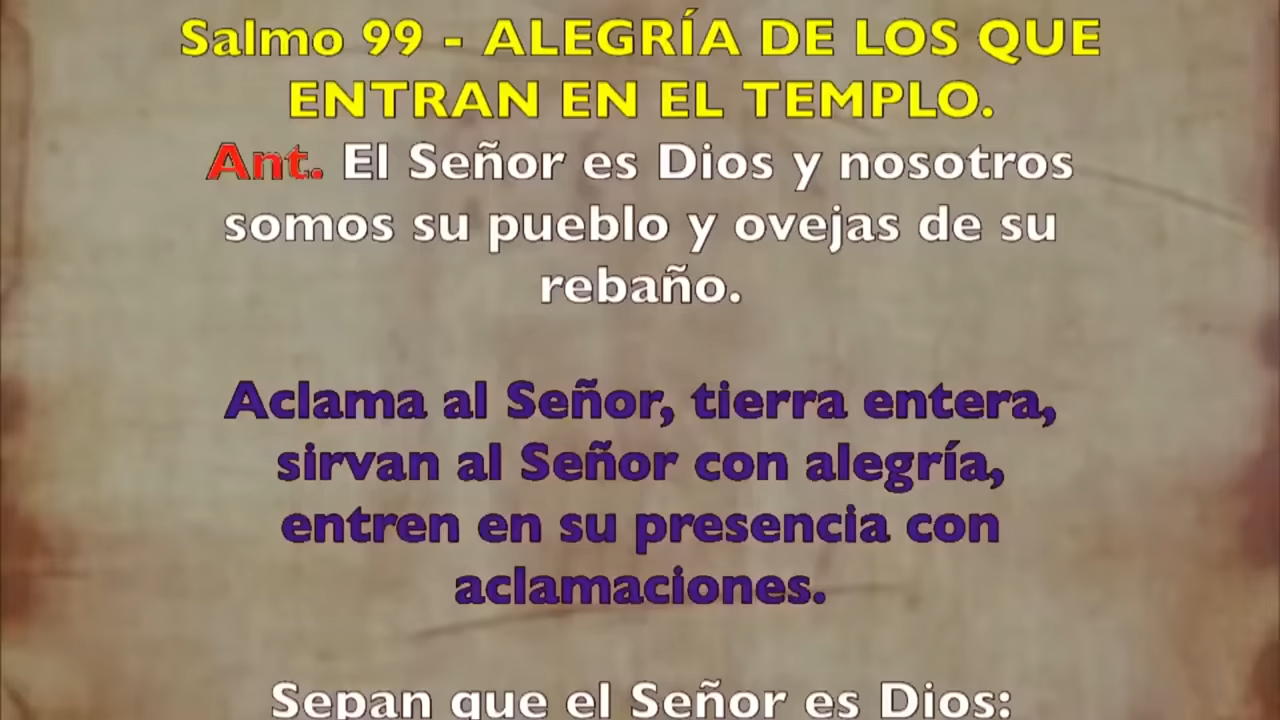 Salmo 99 - ALEGRÍA DE LOS QUE
ENTRAN EN EL TEMPLO.
Ant. El Señor es Dios y nosotros
somos su pueblo y ovejas de su
rebaño.
Aclama al Señor, tierra entera,
sirvan al Señor con alegría,
entren en su presencia con
aclamaciones.
Sepan que el Señor es Dios: